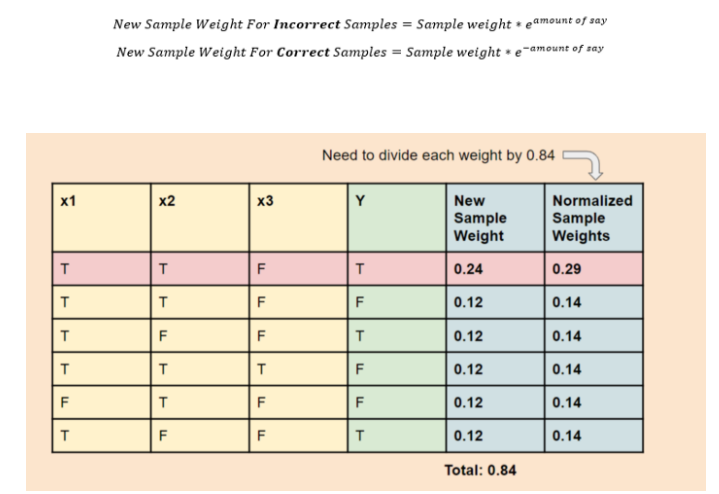 New Sample Weight For Incorrect Samples = Sample weight * e^amount of say
New Sample Weight For Correct Samples = Sample weight * e^−amount of say
Need to divide each weight by 0.84
x1 x2 x3 Y New Sample Weight Normalized Sample Weights
T T F T 0.24 0.29
T T F F 0.12 0.14
T F F T 0.12 0.14
T T T F 0.12 0.14
F T F F 0.12 0.14
T F F T 0.12 0.14
Total: 0.84